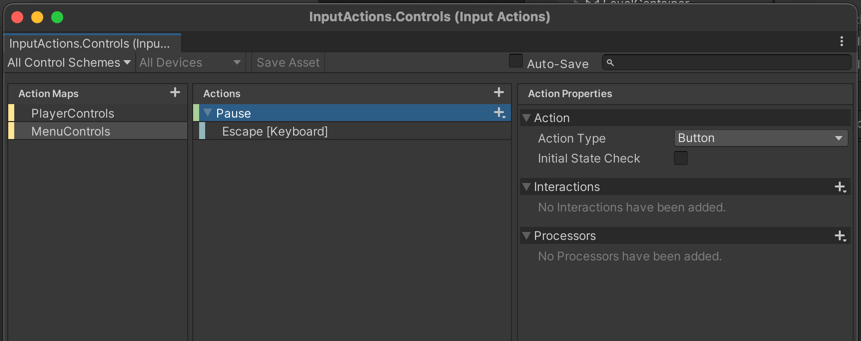 InputActions.Controls (Input Actions)
InputActions.Controls (Inpu...
All Control Schemes All Devices Save Asset Auto-Save
Action Maps Actions Action Properties
PlayerControls Pause Action
MenuControls Escape [Keyboard] Action Type Button
Initial State Check
Interactions
No Interactions have been added.
Processors
No Processors have been added.